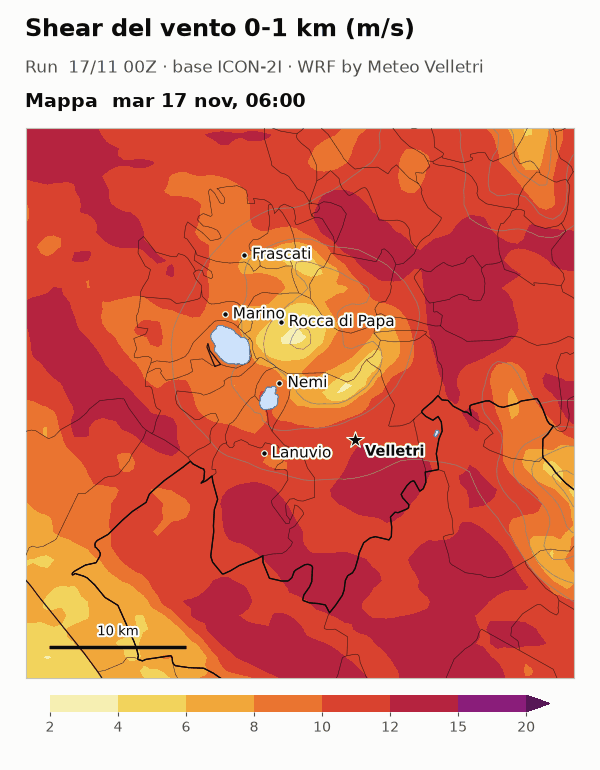 Shear del vento 0-1 km (m/s)
Run  17/11 00Z · base ICON-2I · WRF by Meteo Velletri
Mappa  mar 17 nov, 06:00
Frascati
Marino
Rocca di Papa
Nemi
Lanuvio
Velletri
10 km
2 4 6 8 10 12 15 20